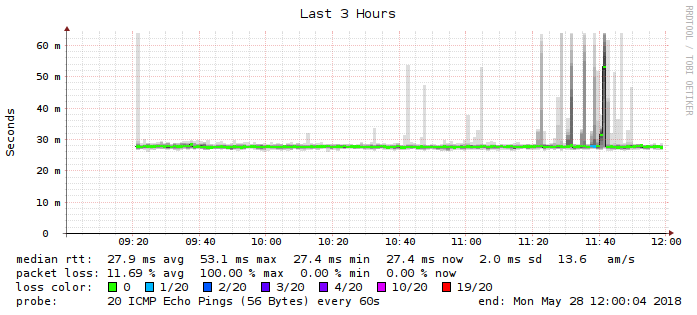 Last 3 Hours
RRDTOOL / TOBI OETIKER
Seconds
60 m
50 m
40 m
30 m
20 m
10 m
0
09:20 09:40 10:00 10:20 10:40 11:00 11:20 11:40 12:00
median rtt: 27.9 ms avg 53.1 ms max 27.4 ms min 27.4 ms now 2.0 ms sd 13.6 am/s
packet loss: 11.69 % avg 100.00 % max 0.00 % min 0.00 % now
loss color: 0 1/20 2/20 3/20 4/20 10/20 19/20
probe: 20 ICMP Echo Pings (56 Bytes) every 60s end: Mon May 28 12:00:04 2018